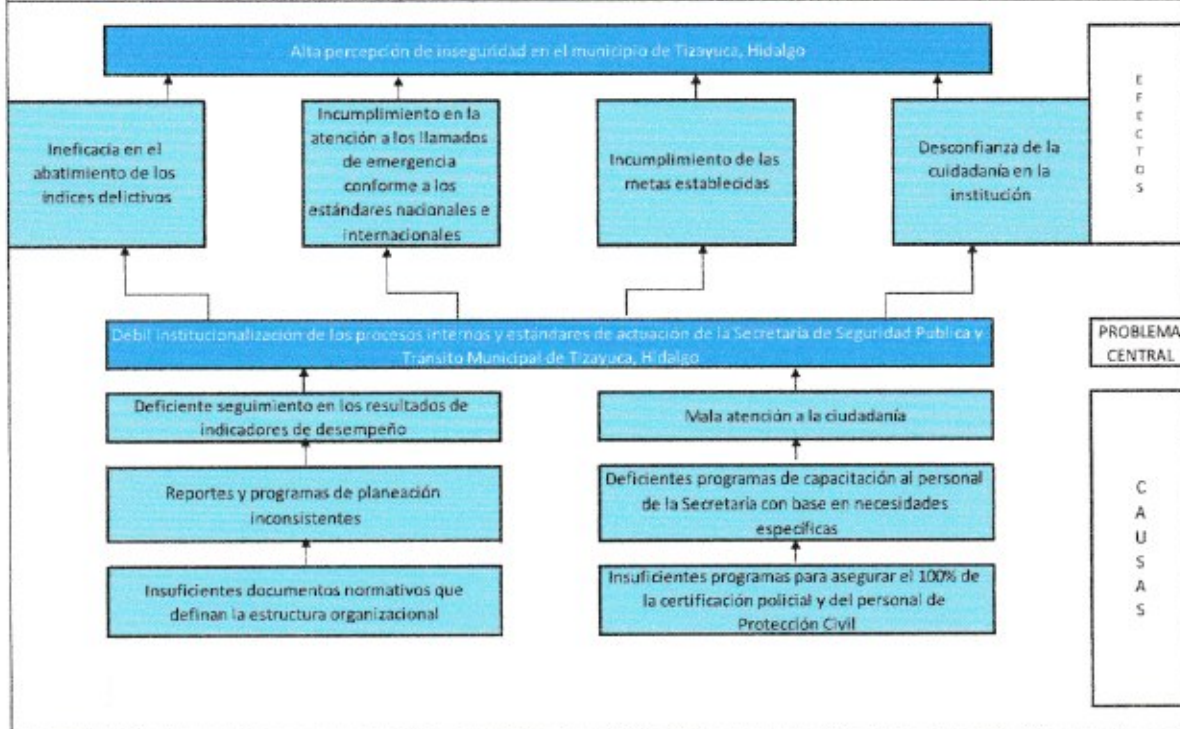 Alta percepción de inseguridad en el municipio de Tizayuca, Hidalgo
Ineficacia en el
abatimiento de los
índices delictivos
Incumplimiento en la
atención a los llamados
de emergencia
conforme a los
estándares nacionales e
internacionales
Incumplimiento de las
metas establecidas
Desconfianza de la
cuidadanía en la
institución
E
F
E
C
T
O
S
Débil Institucionalización de los procesos internos y estándares de actuación de la Secretaría de Seguridad Publica y
Tránsito Municipal de Tizayuca, Hidalgo
PROBLEMA
CENTRAL
Deficiente seguimiento en los resultados de
indicadores de desempeño
Mala atención a la ciudadanía
Reportes y programas de planeación
inconsistentes
Deficientes programas de capacitación al personal
de la Secretaría con base en necesidades
específicas
Insuficientes documentos normativos que
definan la estructura organizacional
Insuficientes programas para asegurar el 100% de
la certificación policial y del personal de
Protección Civil
C
A
U
S
A
S